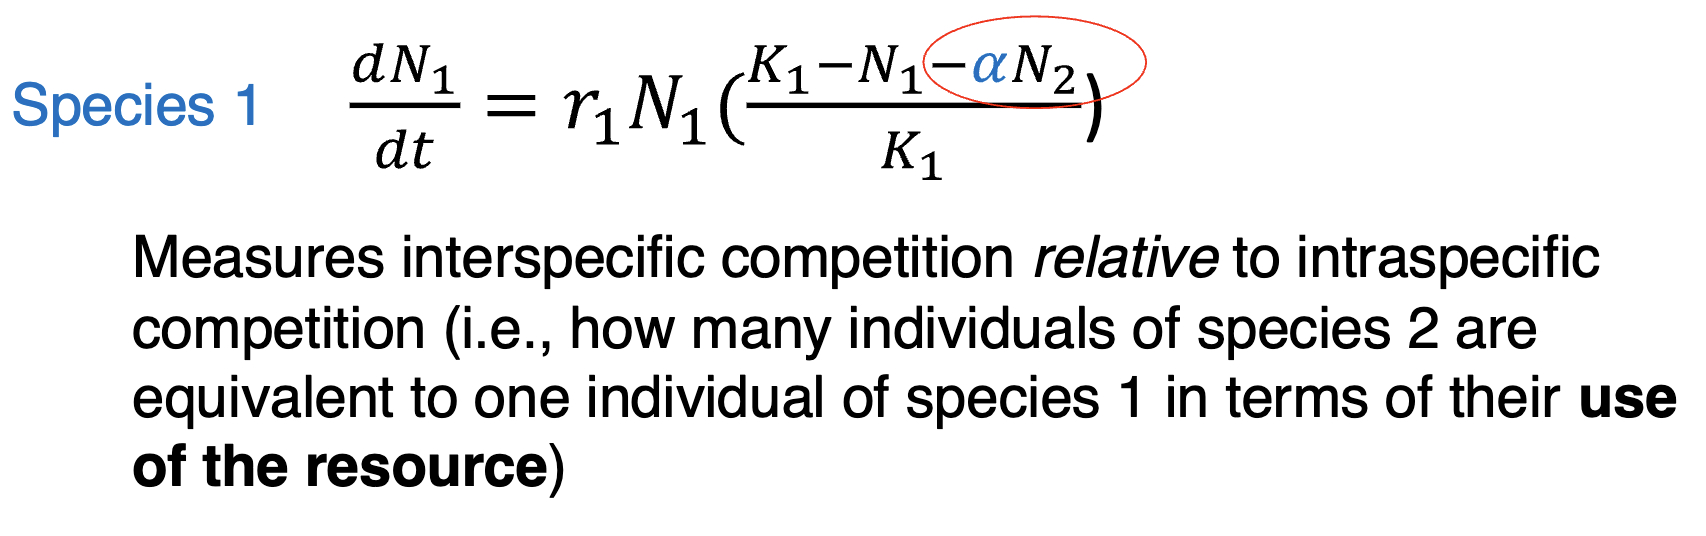 Species 1 dN₁/dt = r₁N₁((K₁−N₁−αN₂)/K₁)
Measures interspecific competition relative to intraspecific
competition (i.e., how many individuals of species 2 are
equivalent to one individual of species 1 in terms of their use
of the resource)